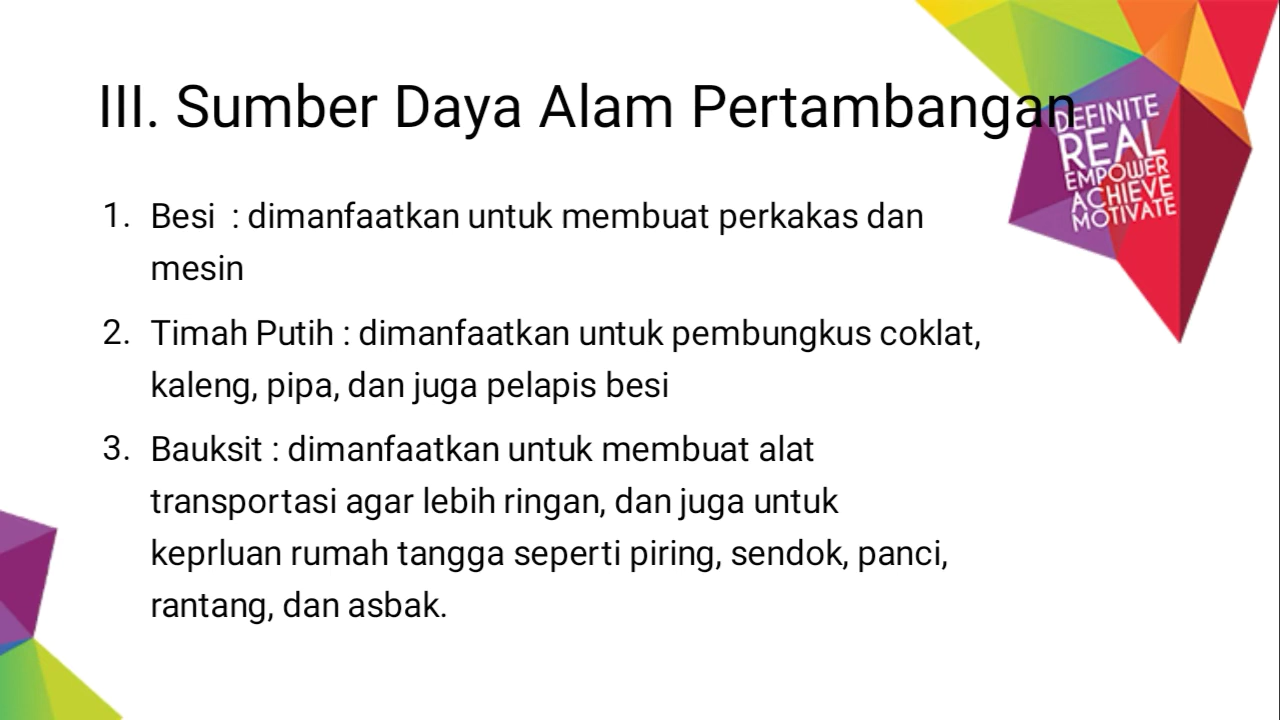 III. Sumber Daya Alam Pertambangan
DEFINITE
REAL
EMPOWER
ACHIEVE
MOTIVATE
1. Besi  : dimanfaatkan untuk membuat perkakas dan
mesin
2. Timah Putih : dimanfaatkan untuk pembungkus coklat,
kaleng, pipa, dan juga pelapis besi
3. Bauksit : dimanfaatkan untuk membuat alat
transportasi agar lebih ringan, dan juga untuk
keprluan rumah tangga seperti piring, sendok, panci,
rantang, dan asbak.